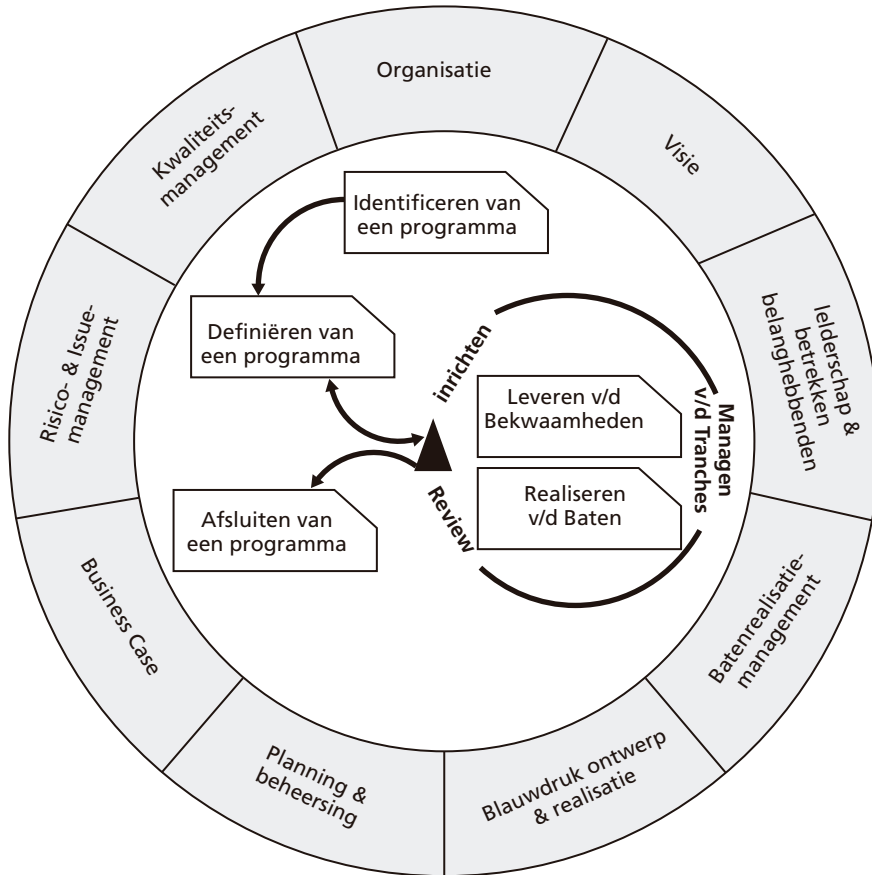 Organisatie
Visie
leiderschap &
betrekken
belanghebbenden
Batenrealisatie-
management
Blauwdruk ontwerp
& realisatie
Planning &
beheersing
Business Case
Risico- & Issue-
management
Kwaliteits-
management
Identificeren van
een programma
Definiëren van
een programma
Afsluiten van
een programma
inrichten
Leveren v/d
Bekwaamheden
Realiseren
v/d Baten
Review
Managen
v/d Tranches